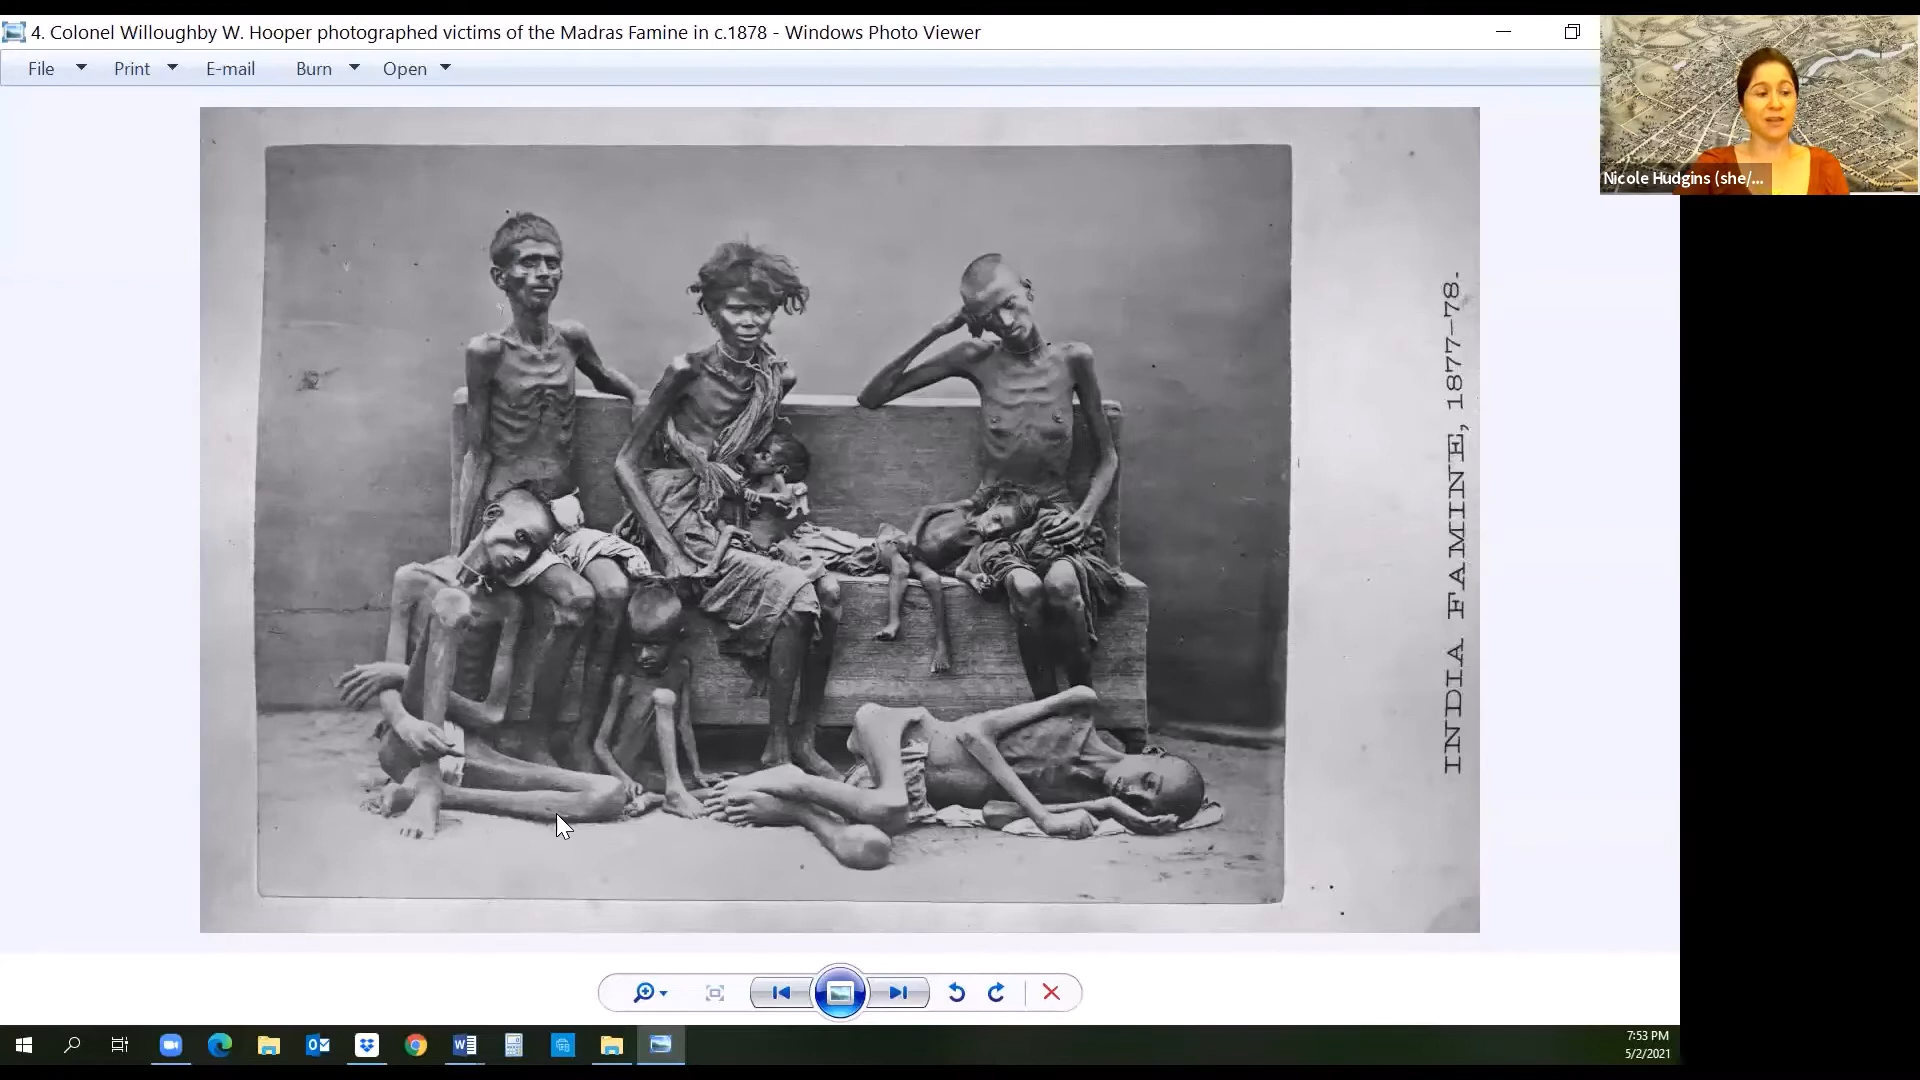 4. Colonel Willoughby W. Hooper photographed victims of the Madras Famine in c.1878 - Windows Photo Viewer
File Print E-mail Burn Open
Nicole Hudgins (she/...
INDIA FAMINE, 1877-78.
7:53 PM
5/2/2021